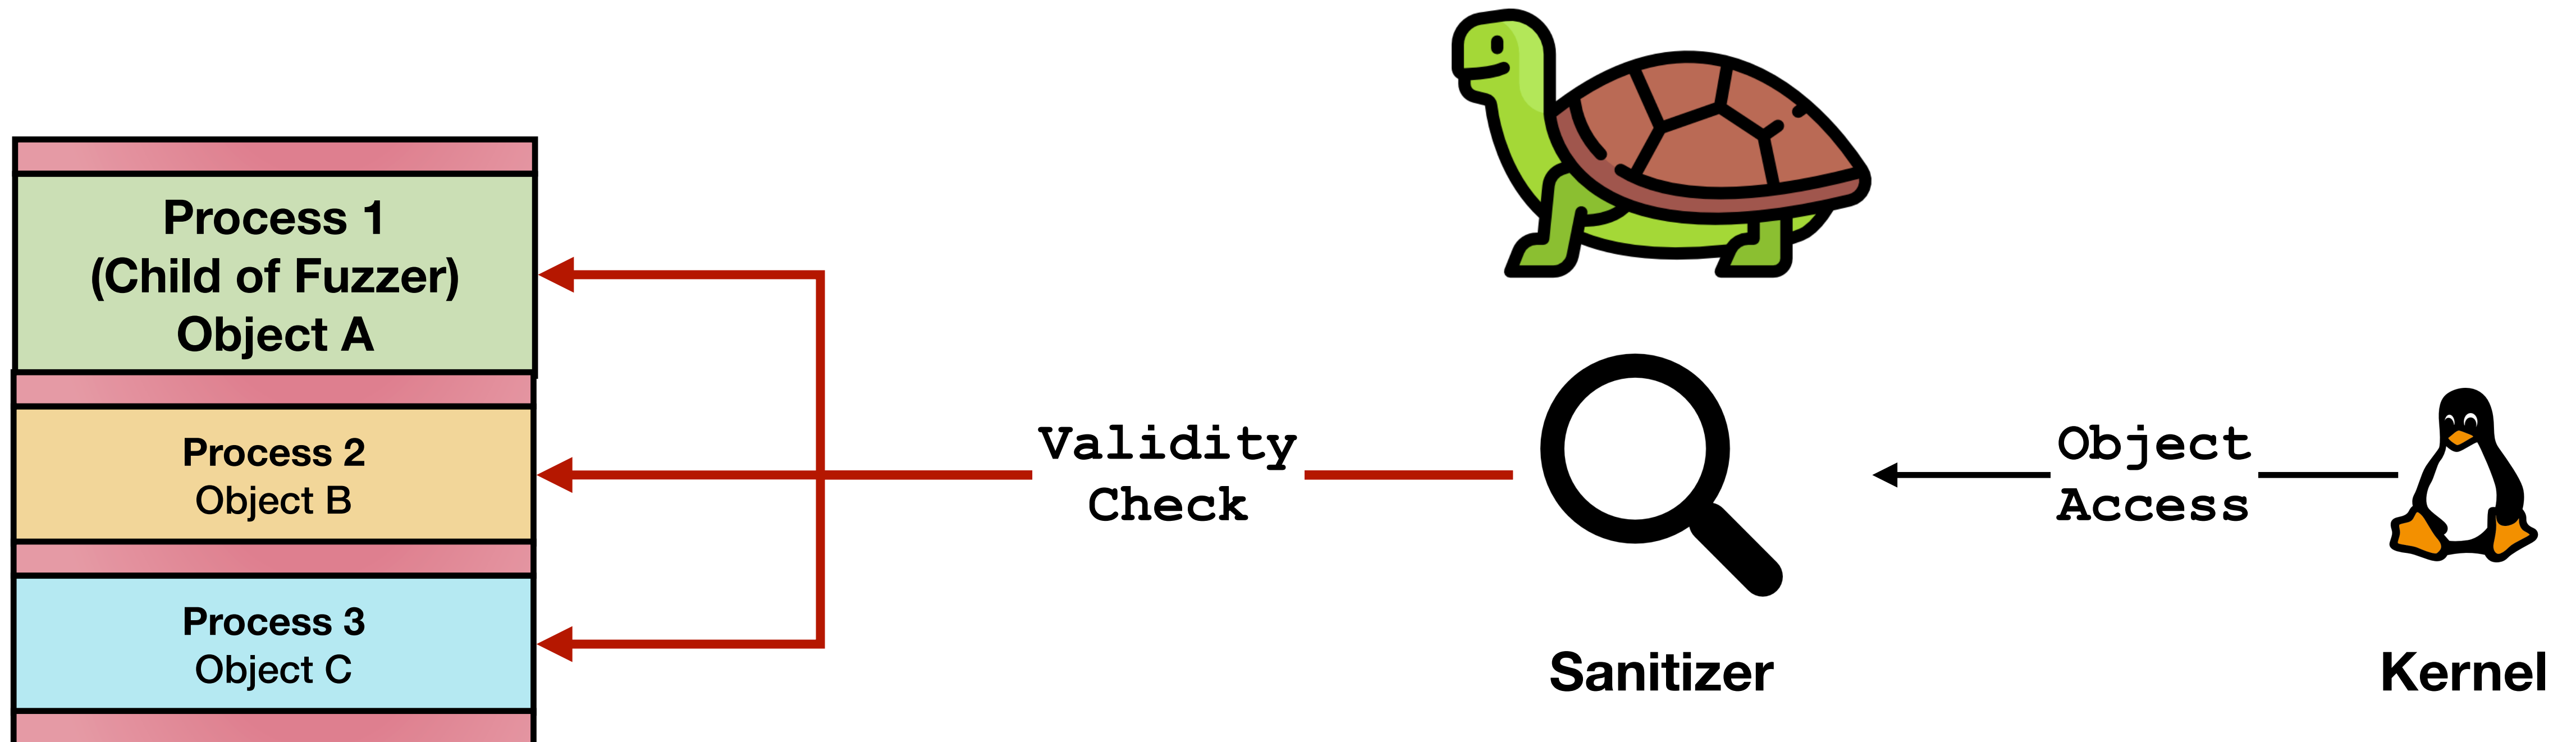 Process 1
(Child of Fuzzer)
Object A
Process 2
Object B
Process 3
Object C
Validity
Check
Object
Access
Sanitizer
Kernel